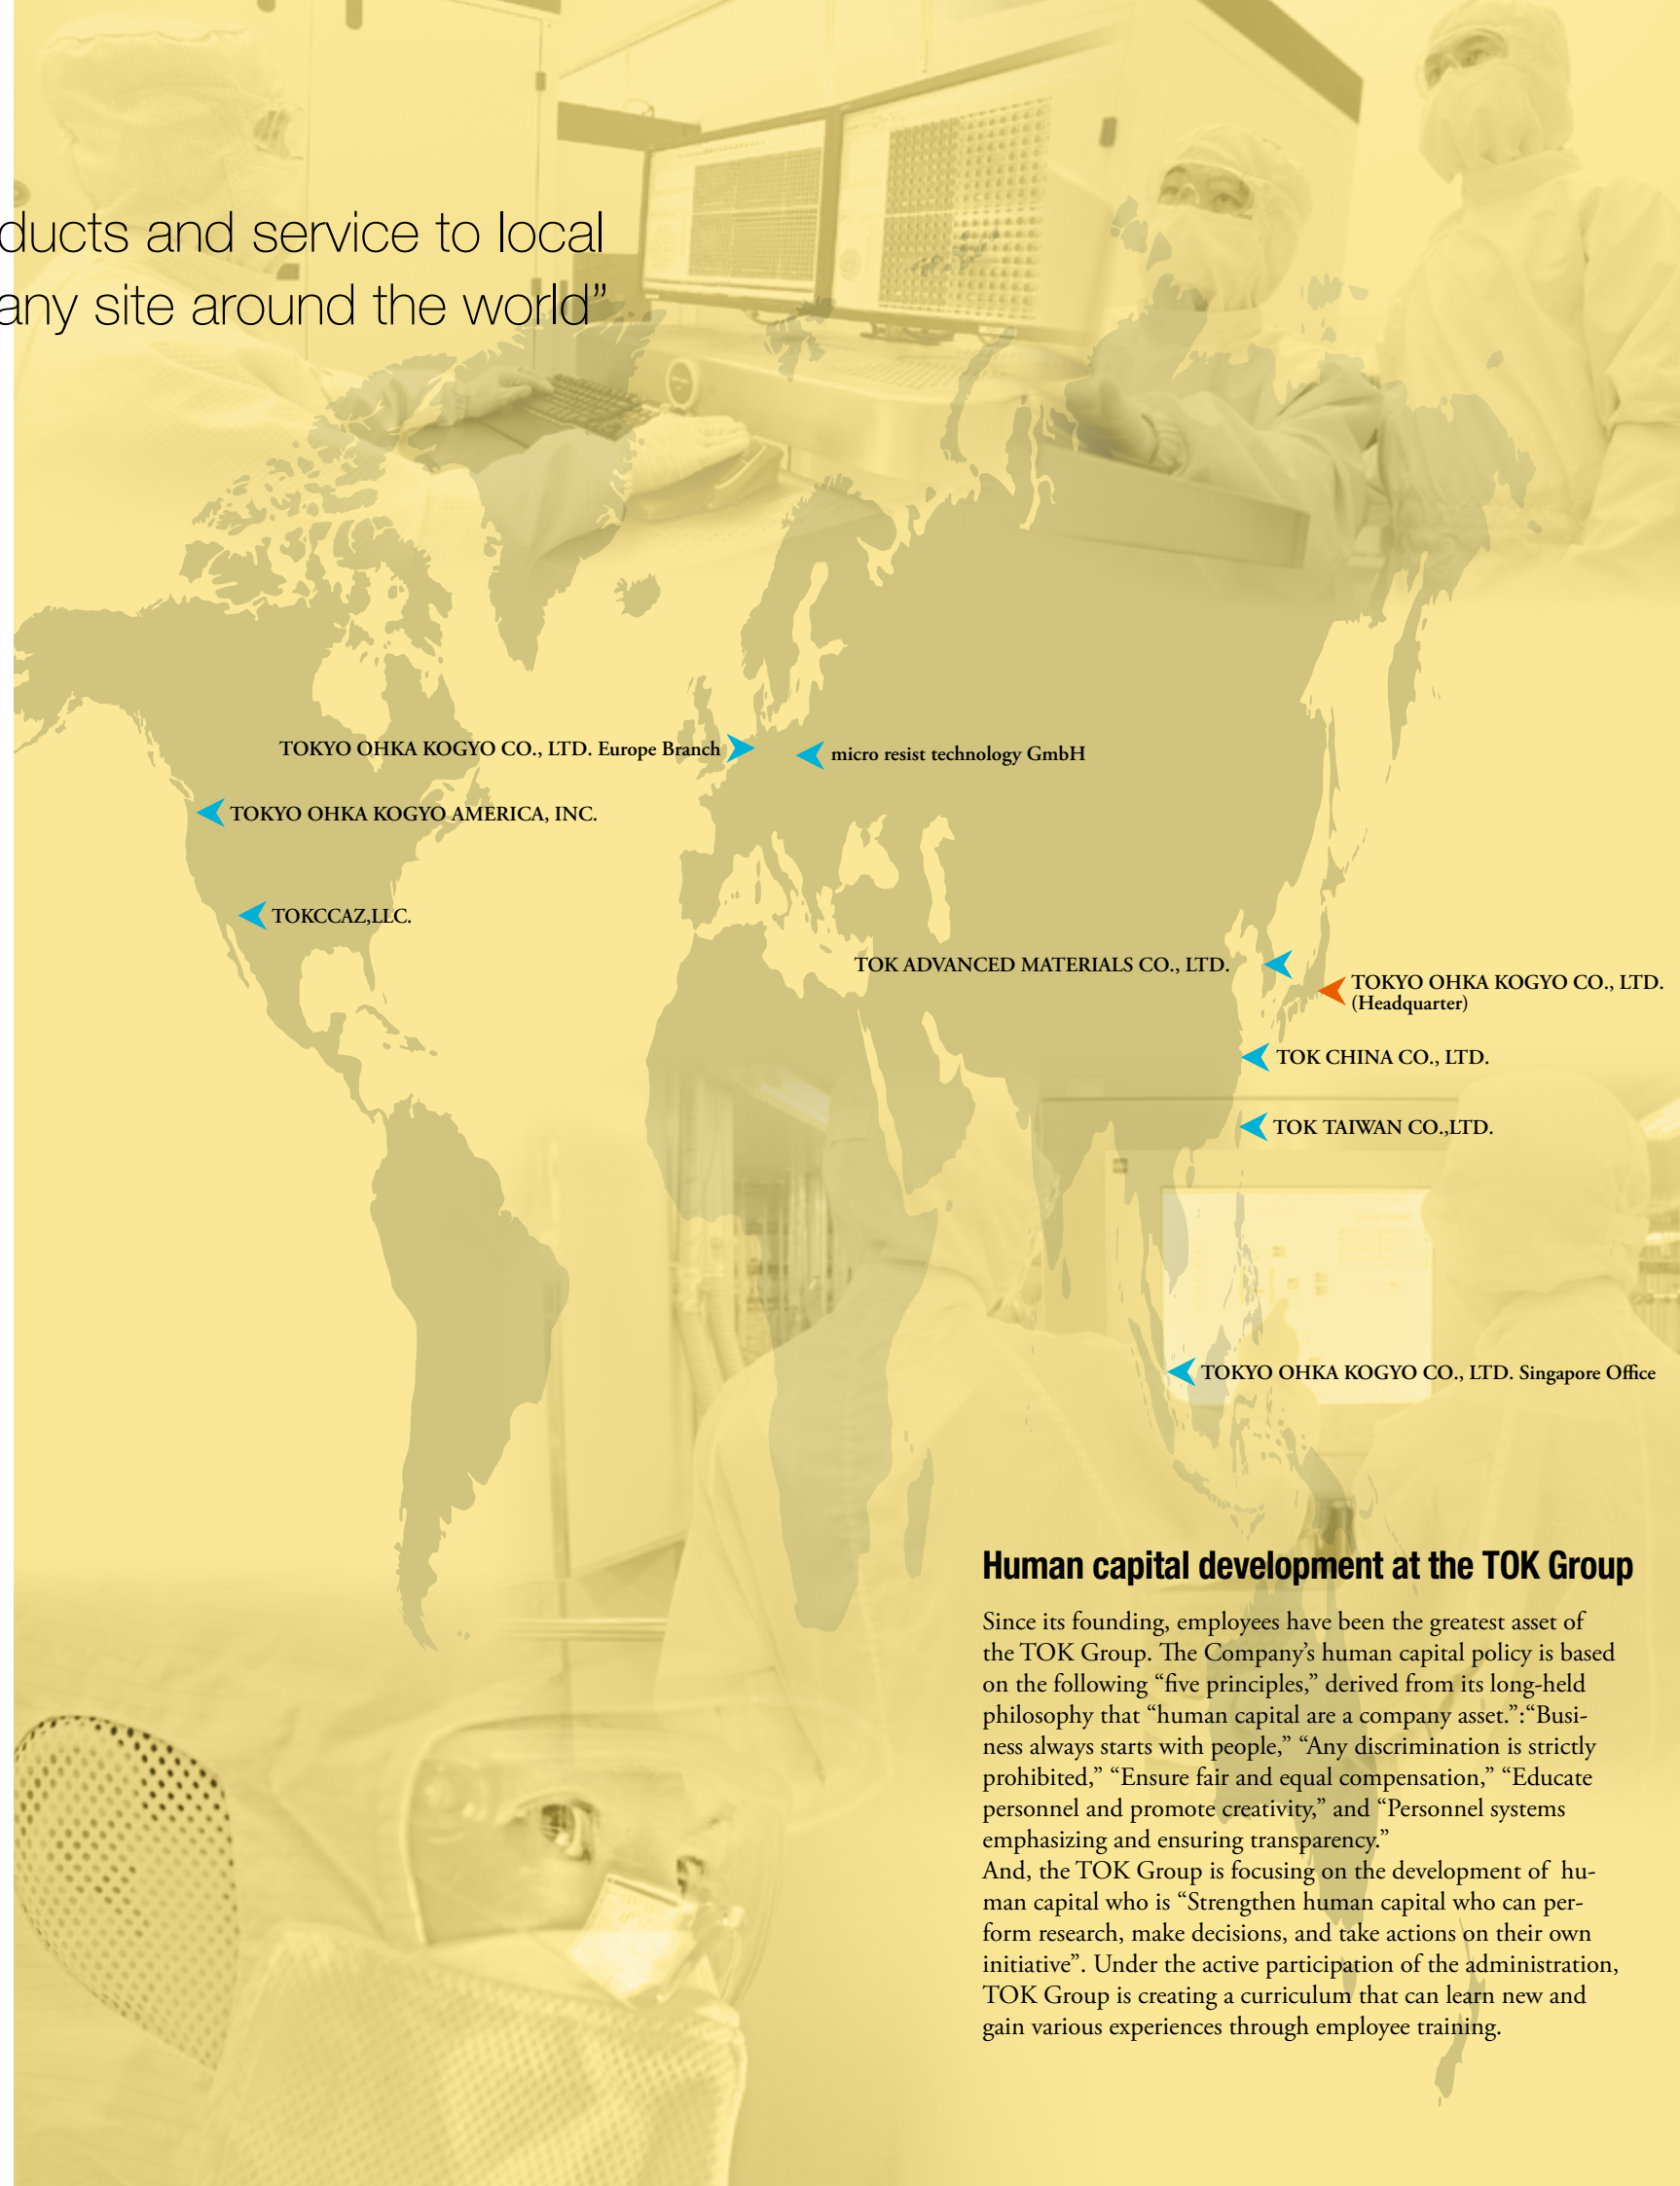 ducts and service to local
any site around the world”
TOKYO OHKA KOGYO CO., LTD. Europe Branch
micro resist technology GmbH
TOKYO OHKA KOGYO AMERICA, INC.
TOKCCAZ,LLC.
TOK ADVANCED MATERIALS CO., LTD.
TOKYO OHKA KOGYO CO., LTD.
(Headquarter)
TOK CHINA CO., LTD.
TOK TAIWAN CO.,LTD.
TOKYO OHKA KOGYO CO., LTD. Singapore Office
Human capital development at the TOK Group
Since its founding, employees have been the greatest asset of
the TOK Group. The Company’s human capital policy is based
on the following “five principles,” derived from its long-held
philosophy that “human capital are a company asset.”:“Busi-
ness always starts with people,” “Any discrimination is strictly
prohibited,” “Ensure fair and equal compensation,” “Educate
personnel and promote creativity,” and “Personnel systems
emphasizing and ensuring transparency.”
And, the TOK Group is focusing on the development of hu-
man capital who is “Strengthen human capital who can per-
form research, make decisions, and take actions on their own
initiative”. Under the active participation of the administration,
TOK Group is creating a curriculum that can learn new and
gain various experiences through employee training.